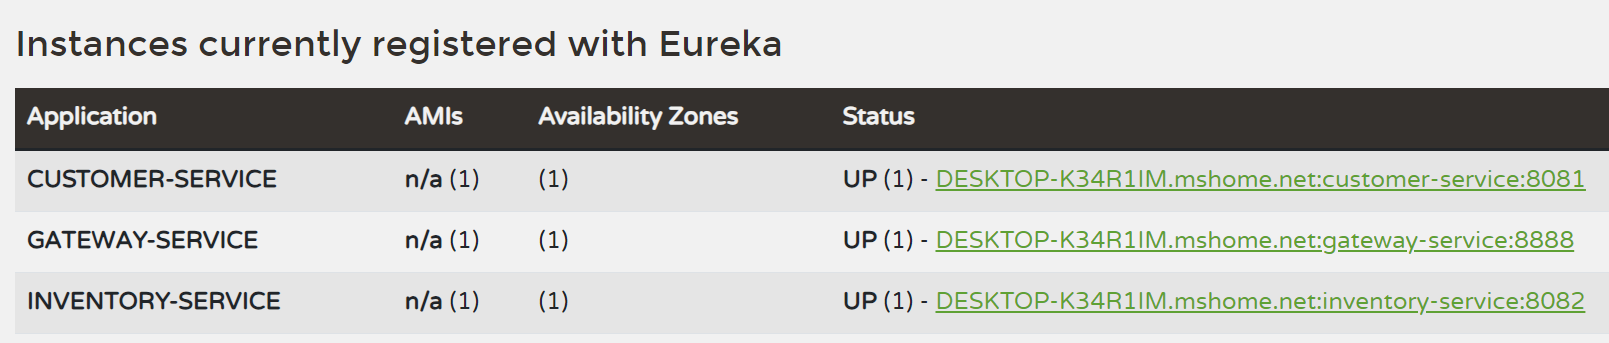 Instances currently registered with Eureka
Application AMIs Availability Zones Status
CUSTOMER-SERVICE n/a (1) (1) UP (1) - DESKTOP-K34R1IM.mshome.net:customer-service:8081
GATEWAY-SERVICE n/a (1) (1) UP (1) - DESKTOP-K34R1IM.mshome.net:gateway-service:8888
INVENTORY-SERVICE n/a (1) (1) UP (1) - DESKTOP-K34R1IM.mshome.net:inventory-service:8082